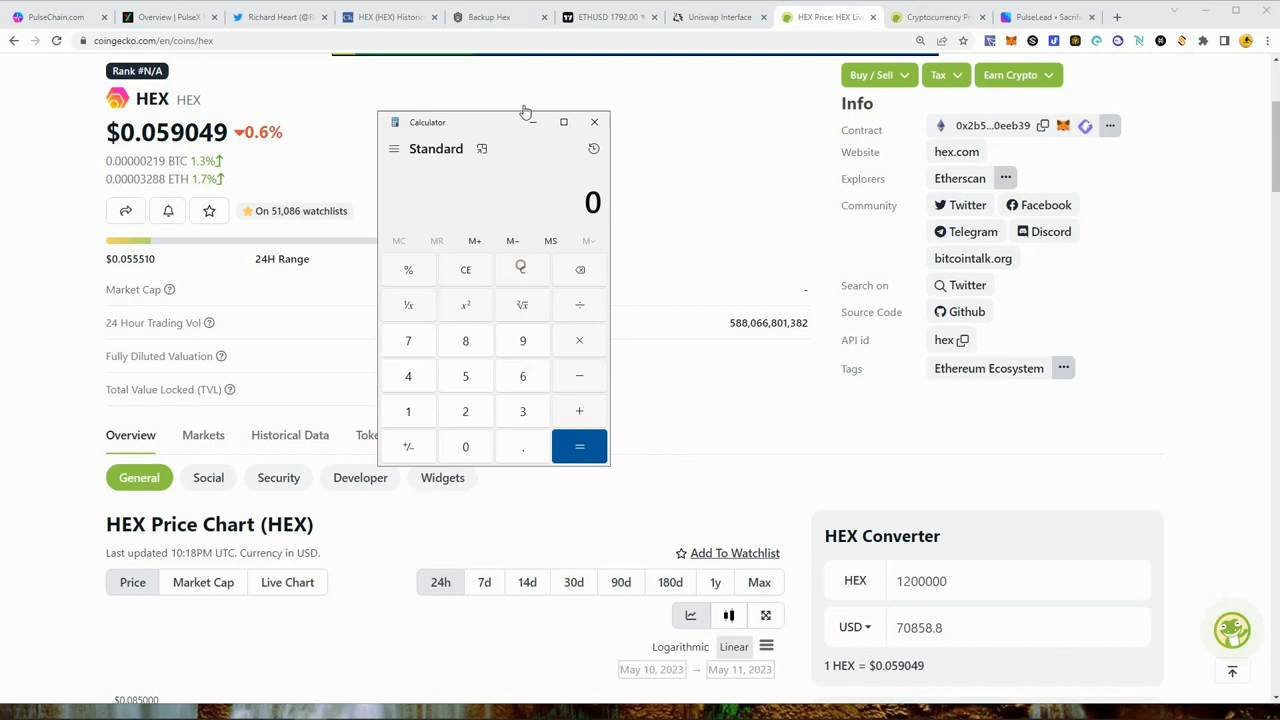 PulseChain.com
Overview | PulseX
Richard Heart (@R
HEX (HEX) Historic
Backup Hex
ETHUSD 1792.00
Uniswap Interface
HEX Price: HEX Liv
Cryptocurrency Pri
PulseLead • Sacrifi
coingecko.com/en/coins/hex
Rank #N/A
HEX HEX
$0.059049 0.6%
0.00000219 BTC 1.3%
0.00003288 ETH 1.7%
On 51,086 watchlists
$0.055510
24H Range
Market Cap
-
24 Hour Trading Vol
588,066,801,382
Fully Diluted Valuation
Total Value Locked (TVL)
Overview
Markets
Historical Data
Toke
General
Social
Security
Developer
Widgets
HEX Price Chart (HEX)
Last updated 10:18PM UTC. Currency in USD.
Add To Watchlist
Price
Market Cap
Live Chart
24h
7d
14d
30d
90d
180d
1y
Max
Logarithmic
Linear
May 10, 2023 → May 11, 2023
$0.085000
Calculator
Standard
0
MC MR M+ M− MS M˅
% CE C
¹/x x² ²√x ÷
7 8 9 ×
4 5 6 −
1 2 3 +
+/− 0 . =
Buy / Sell
Tax
Earn Crypto
Info
Contract
0x2b5...0eeb39
Website
hex.com
Explorers
Etherscan
Community
Twitter
Facebook
Telegram
Discord
bitcointalk.org
Search on
Twitter
Source Code
Github
API id
hex
Tags
Ethereum Ecosystem
HEX Converter
HEX
1200000
USD
70858.8
1 HEX = $0.059049